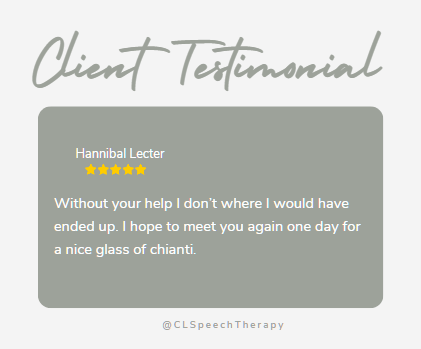 Client Testimonial
Hannibal Lecter
Without your help I don't where I would have
ended up. I hope to meet you again one day for
a nice glass of chianti.
@CLSpeechTherapy